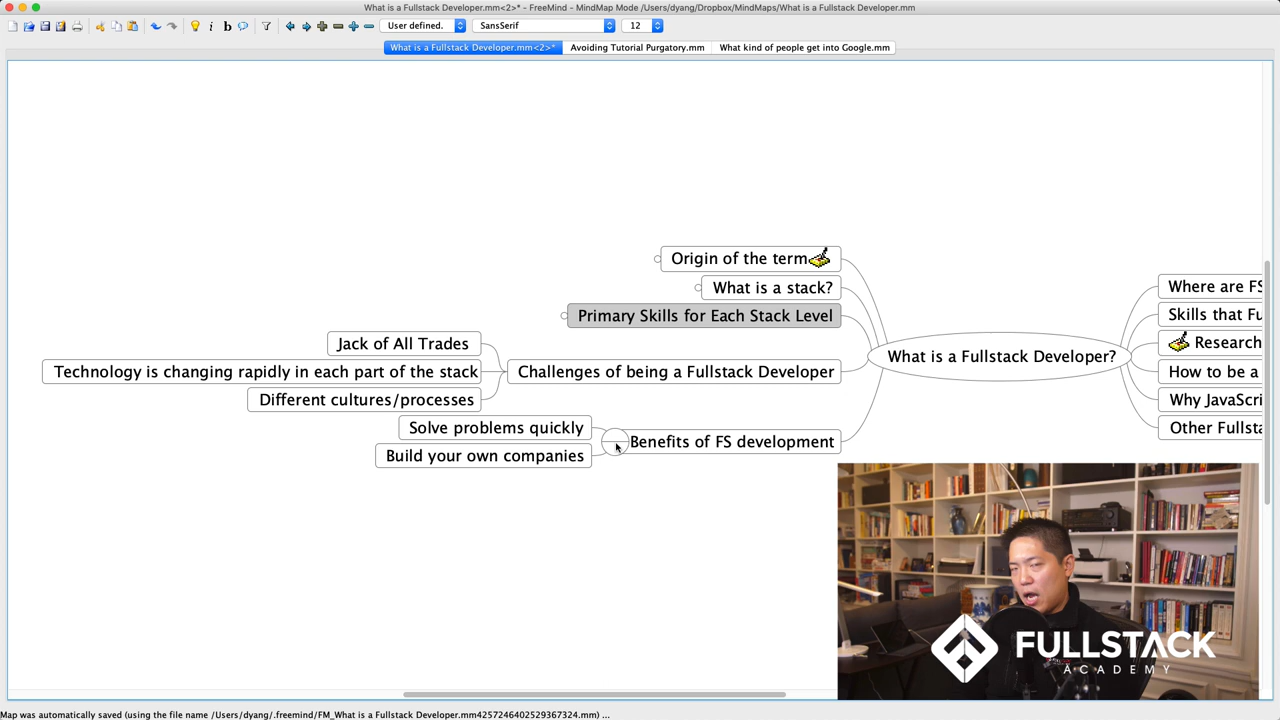 What is a Fullstack Developer.mm<2>* - FreeMind - MindMap Mode /Users/dyang/Dropbox/MindMaps/What is a Fullstack Developer.mm
User defined.
SansSerif
12
What is a Fullstack Developer.mm<2>*
Avoiding Tutorial Purgatory.mm
What kind of people get into Google.mm
Origin of the term
What is a stack?
Primary Skills for Each Stack Level
Jack of All Trades
Technology is changing rapidly in each part of the stack
Different cultures/processes
Challenges of being a Fullstack Developer
Solve problems quickly
Build your own companies
Benefits of FS development
What is a Fullstack Developer?
Where are FS
Skills that Fu
Research
How to be a
Why JavaScri
Other Fullsta
FULLSTACK
ACADEMY
Map was automatically saved (using the file name /Users/dyang/.freemind/FM_What is a Fullstack Developer.mm4257246402529367324.mm) ...